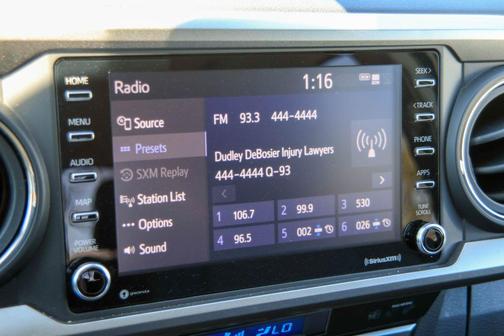 HOME
MENU
AUDIO
MAP
POWER
VOLUME
Radio
1:16
Source
Presets
SXM Replay
Station List
Options
Sound
FM 93.3 444-4444
Dudley DeBosier Injury Lawyers
444-4444 Q-93
1 106.7
2 99.9
3 530
4 96.5
5 002
6 026
SEEK>
<TRACK
PHONE
APPS
TUNE
SCROLL
SiriusXM